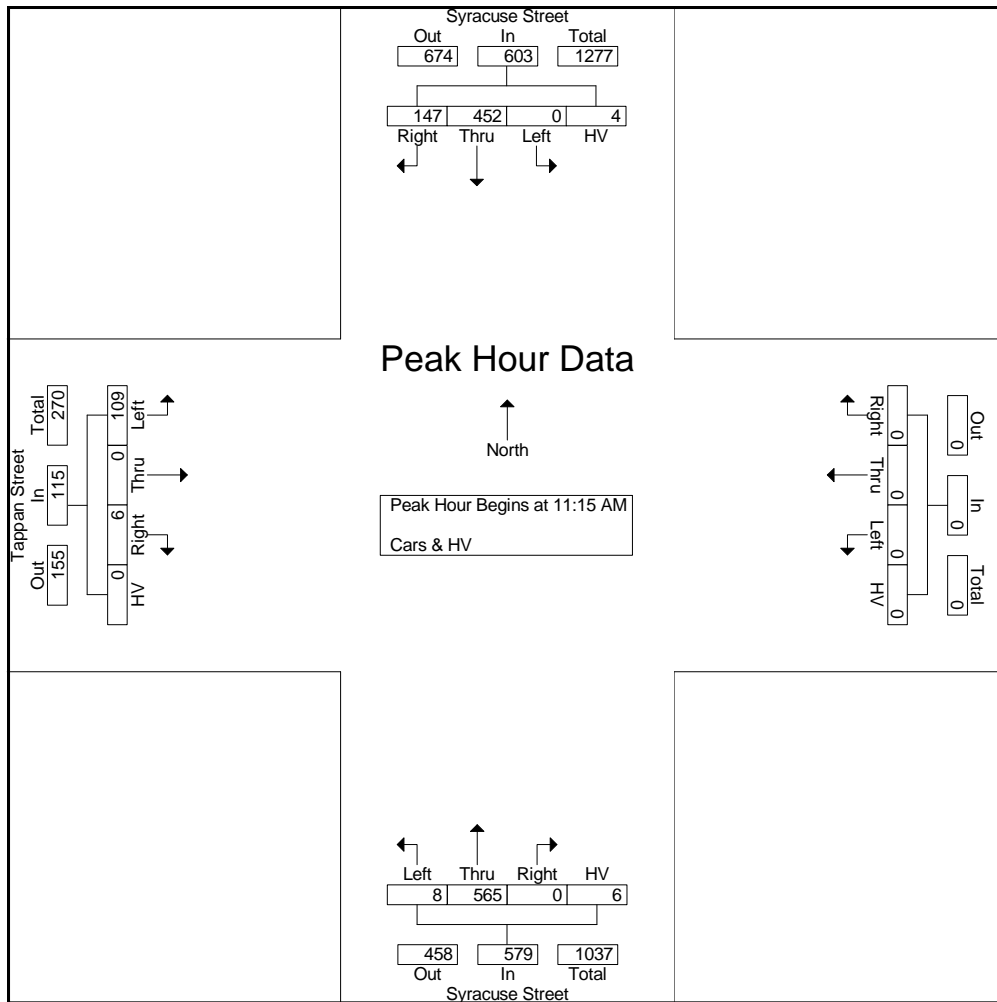 Syracuse Street
Out In Total
674 603 1277
147 452 0 4
Right Thru Left HV
Peak Hour Data
North
Peak Hour Begins at 11:15 AM
Cars & HV
Tappan Street
Total In Out
270 115 155
109 0 6 0
Left Thru Right HV
Right Thru Left HV
0 0 0 0
Out In Total
0 0 0
Left Thru Right HV
8 565 0 6
458 579 1037
Out In Total
Syracuse Street